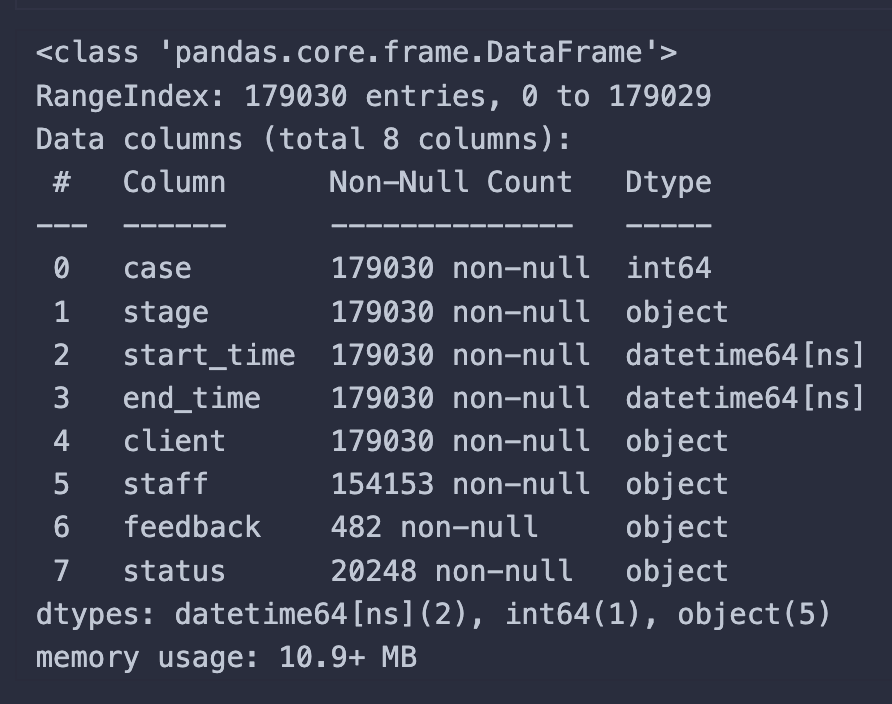 <class 'pandas.core.frame.DataFrame'>
RangeIndex: 179030 entries, 0 to 179029
Data columns (total 8 columns):
 #   Column      Non-Null Count   Dtype
---  ------      --------------   -----
 0   case        179030 non-null  int64
 1   stage       179030 non-null  object
 2   start_time  179030 non-null  datetime64[ns]
 3   end_time    179030 non-null  datetime64[ns]
 4   client      179030 non-null  object
 5   staff       154153 non-null  object
 6   feedback    482 non-null     object
 7   status      20248 non-null   object
dtypes: datetime64[ns](2), int64(1), object(5)
memory usage: 10.9+ MB